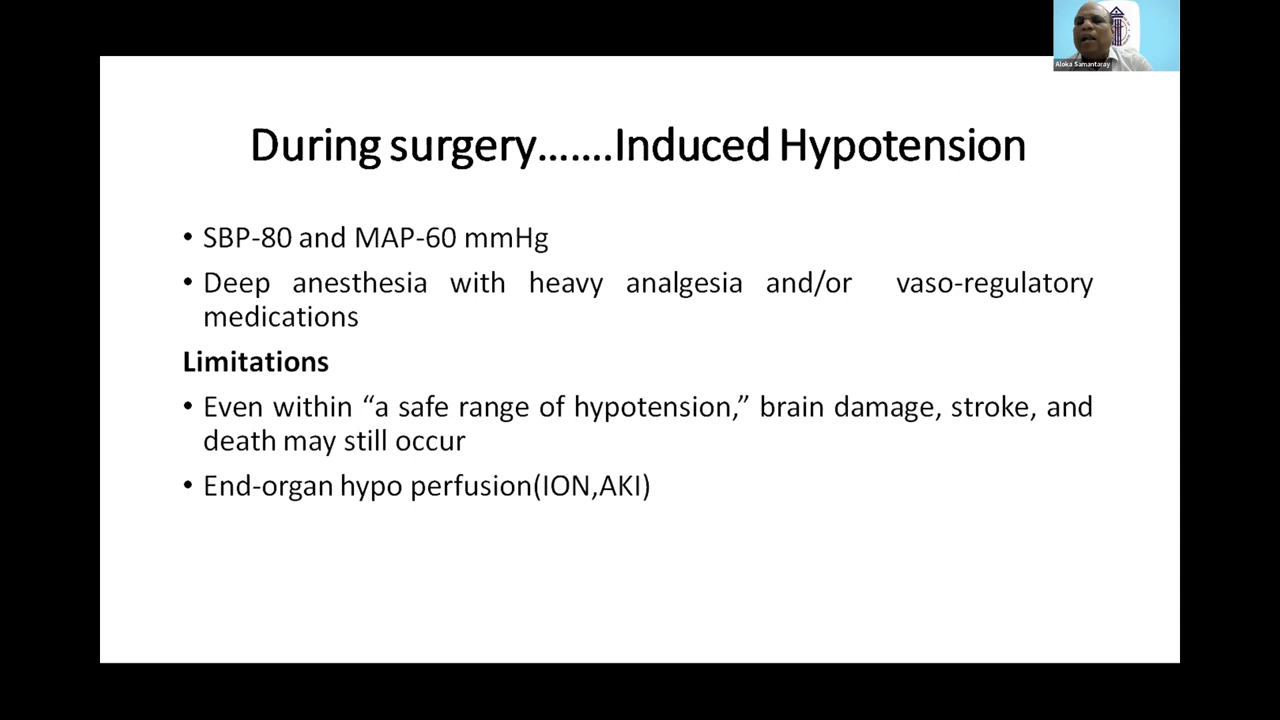 Aloka Samantaray
During surgery…….Induced Hypotension
• SBP-80 and MAP-60 mmHg
• Deep anesthesia with heavy analgesia and/or vaso-regulatory
medications
Limitations
• Even within “a safe range of hypotension,” brain damage, stroke, and
death may still occur
• End-organ hypo perfusion(ION,AKI)